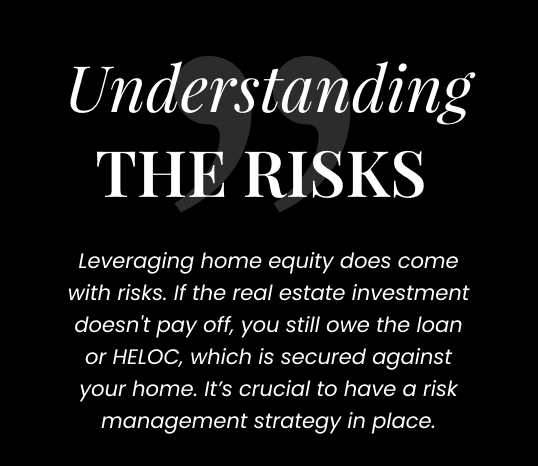 Understanding
THE RISKS
Leveraging home equity does come
with risks. If the real estate investment
doesn't pay off, you still owe the loan
or HELOC, which is secured against
your home. It’s crucial to have a risk
management strategy in place.